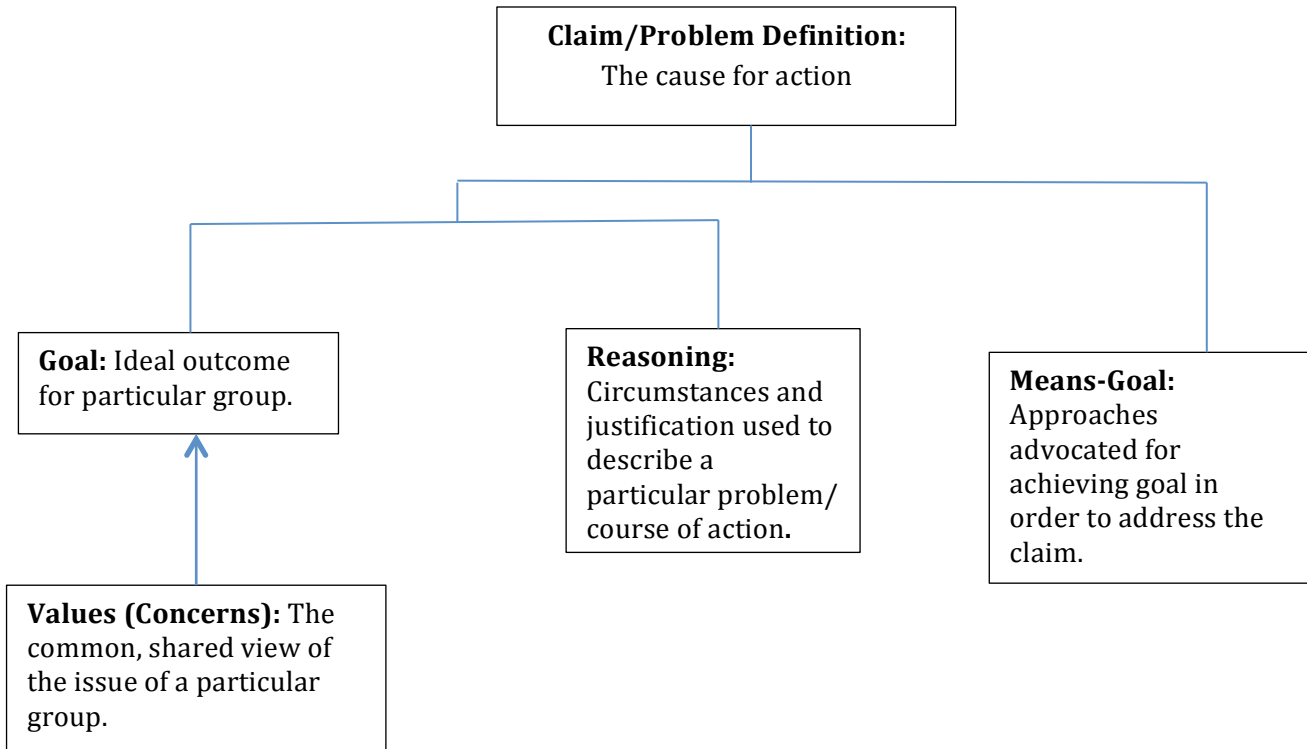 Claim/Problem Definition:
The cause for action
Goal: Ideal outcome
for particular group.
Reasoning:
Circumstances and
justification used to
describe a
particular problem/
course of action.
Means-Goal:
Approaches
advocated for
achieving goal in
order to address the
claim.
Values (Concerns): The
common, shared view of
the issue of a particular
group.